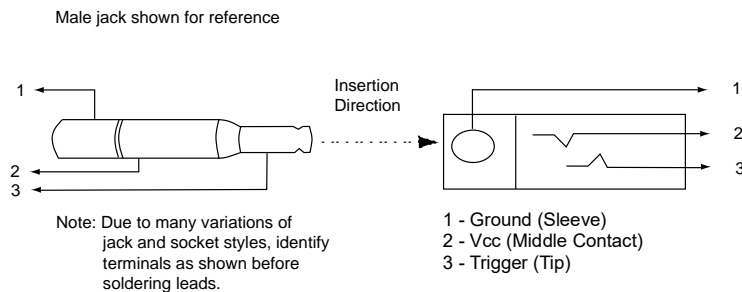 Male jack shown for reference
1
2
3
Insertion
Direction
1
2
3
Note: Due to many variations of
jack and socket styles, identify
terminals as shown before
soldering leads.
1 - Ground (Sleeve)
2 - Vcc (Middle Contact)
3 - Trigger (Tip)